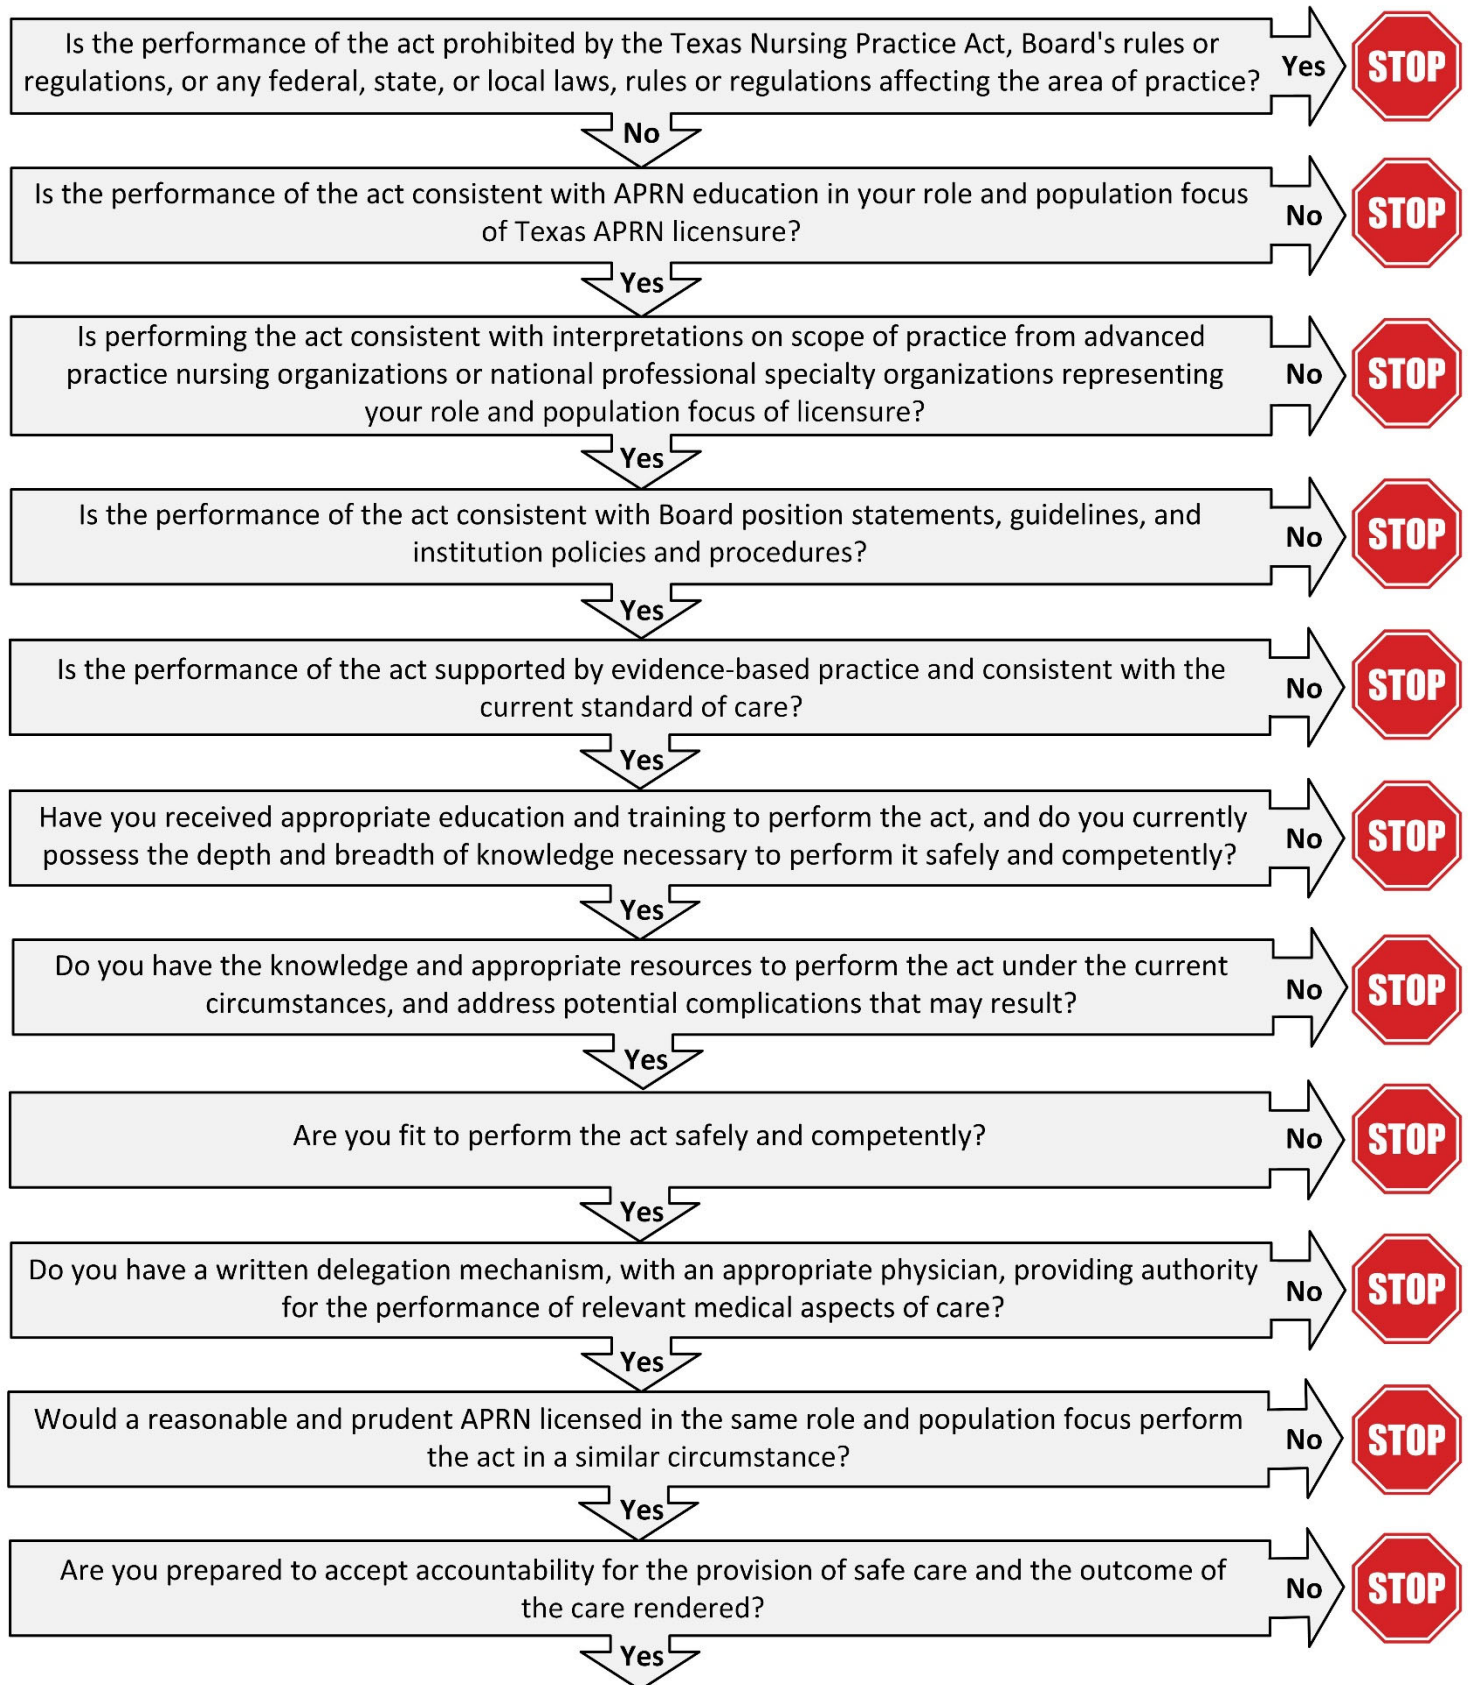 Is the performance of the act prohibited by the Texas Nursing Practice Act, Board's rules or
regulations, or any federal, state, or local laws, rules or regulations affecting the area of practice?
Yes
STOP
No
Is the performance of the act consistent with APRN education in your role and population focus
of Texas APRN licensure?
No
STOP
Yes
Is performing the act consistent with interpretations on scope of practice from advanced
practice nursing organizations or national professional specialty organizations representing
your role and population focus of licensure?
No
STOP
Yes
Is the performance of the act consistent with Board position statements, guidelines, and
institution policies and procedures?
No
STOP
Yes
Is the performance of the act supported by evidence-based practice and consistent with the
current standard of care?
No
STOP
Yes
Have you received appropriate education and training to perform the act, and do you currently
possess the depth and breadth of knowledge necessary to perform it safely and competently?
No
STOP
Yes
Do you have the knowledge and appropriate resources to perform the act under the current
circumstances, and address potential complications that may result?
No
STOP
Yes
Are you fit to perform the act safely and competently?
No
STOP
Yes
Do you have a written delegation mechanism, with an appropriate physician, providing authority
for the performance of relevant medical aspects of care?
No
STOP
Yes
Would a reasonable and prudent APRN licensed in the same role and population focus perform
the act in a similar circumstance?
No
STOP
Yes
Are you prepared to accept accountability for the provision of safe care and the outcome of
the care rendered?
No
STOP
Yes